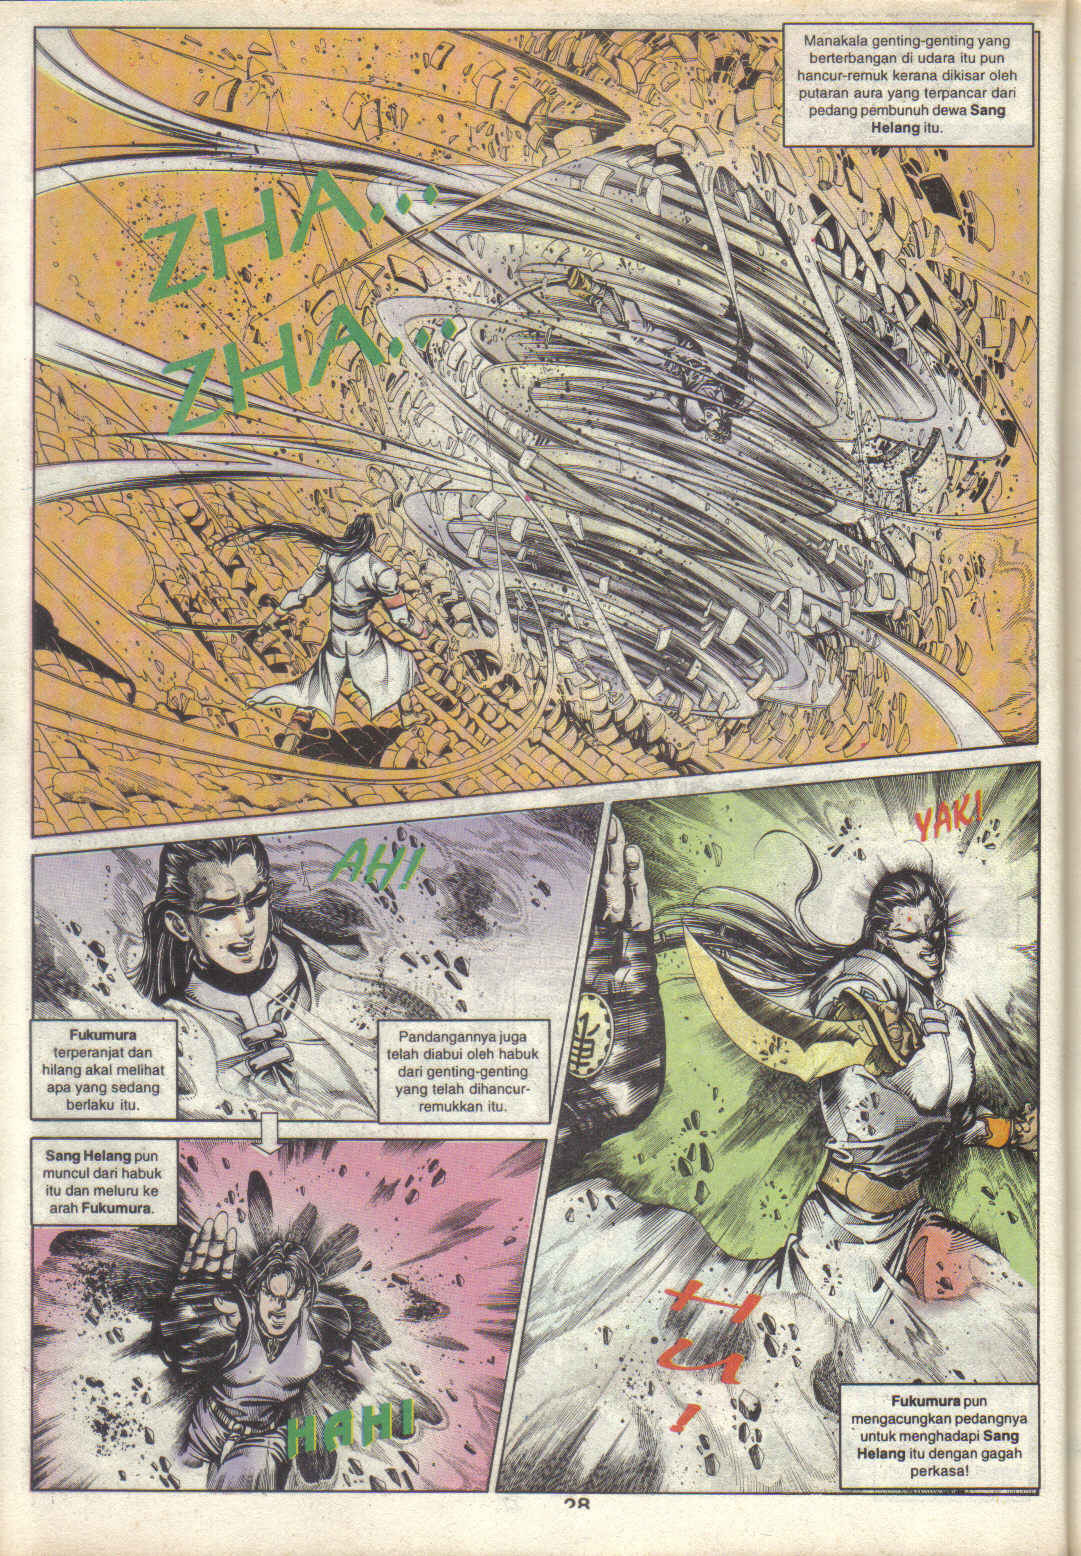 Manakala genting-genting yang
berterbangan di udara itu pun
hancur-remuk kerana dikisar oleh
putaran aura yang terpancar dari
pedang pembunuh dewa Sang
Helang itu.
ZHA...
ZHA...
AH!
Fukumura
terperanjat dan
hilang akal melihat
apa yang sedang
berlaku itu.
Pandangannya juga
telah diabui oleh habuk
dari genting-genting
yang telah dihancur-
remukkan itu.
Sang Helang pun
muncul dari habuk
itu dan meluru ke
arah Fukumura.
HAH!
YAK!
HU!
Fukumura pun
mengacungkan pedangnya
untuk menghadapi Sang
Helang itu dengan gagah
perkasa!
28